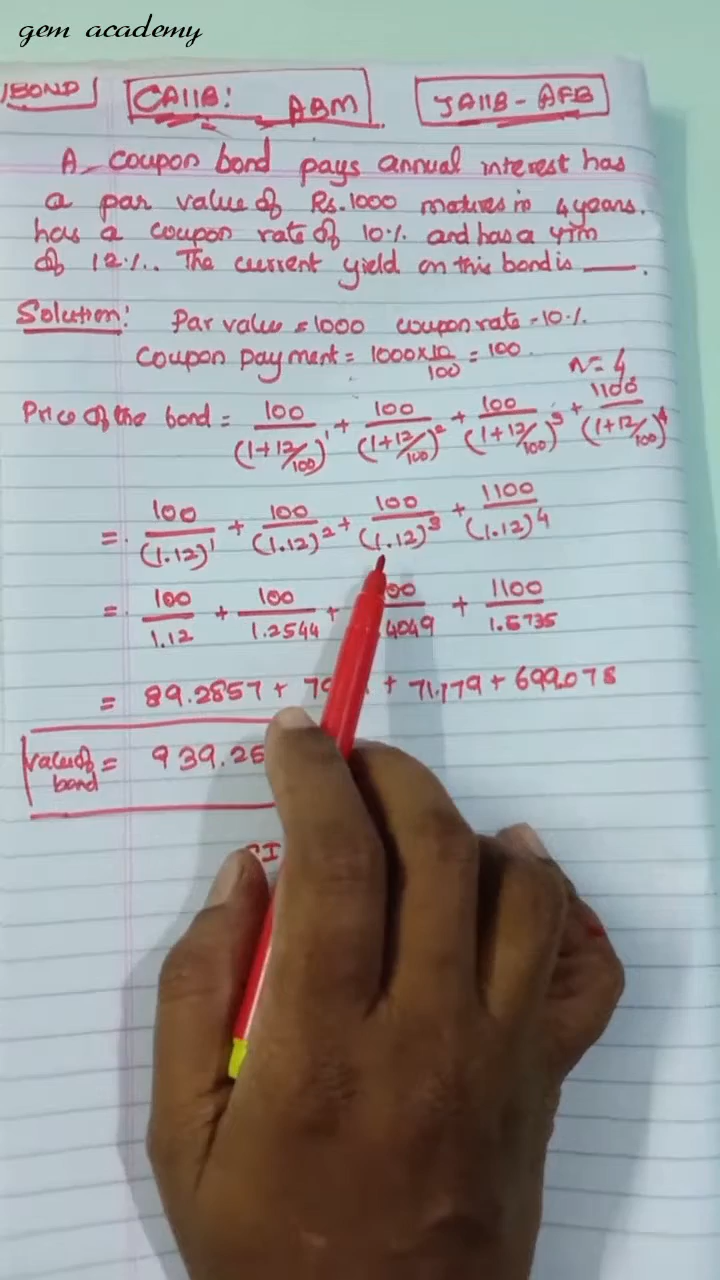 gem academy
BOND CAIIB: ABM JAIIB - AFB
A coupon bond pays annual interest has
a par value of Rs.1000 matures in 4 years.
has a coupon rate of 10%. and has a YTM
of 12%.. The current yield on this bond is ___.
Solution: Par value = 1000 coupon rate = 10%.
Coupon payment = 1000 x 10/100 = 100. n = 4
Price of the bond = 100/(1+12/100)^1 + 100/(1+12/100)^2 + 100/(1+12/100)^3 + 1100/(1+12/100)^4
= 100/(1.12)^1 + 100/(1.12)^2 + 100/(1.12)^3 + 1100/(1.12)^4
= 100/1.12 + 100/1.2544 + 00/4049 + 1100/1.5735
= 89.2857 + 79 + 71.179 + 699.078
value of bond = 939.25